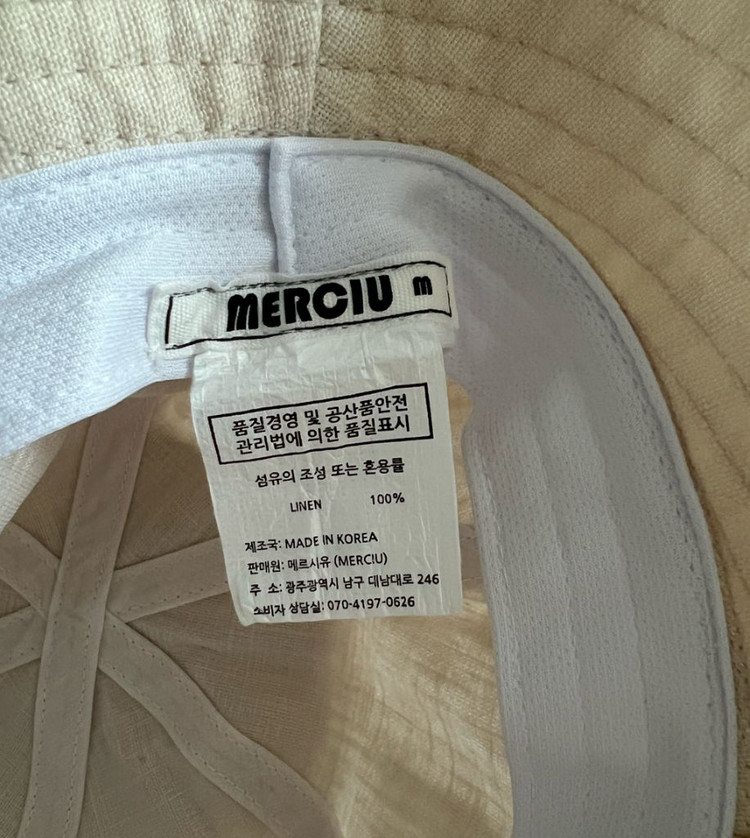 MERCIU m
품질경영 및 공산품안전
관리법에 의한 품질표시
섬유의 조성 또는 혼용률
LINEN 100%
제조국: MADE IN KOREA
판매원: 메르시유 (MERCIU)
주 소: 광주광역시 남구 대남대로 246
소비자 상담실: 070-4197-0626